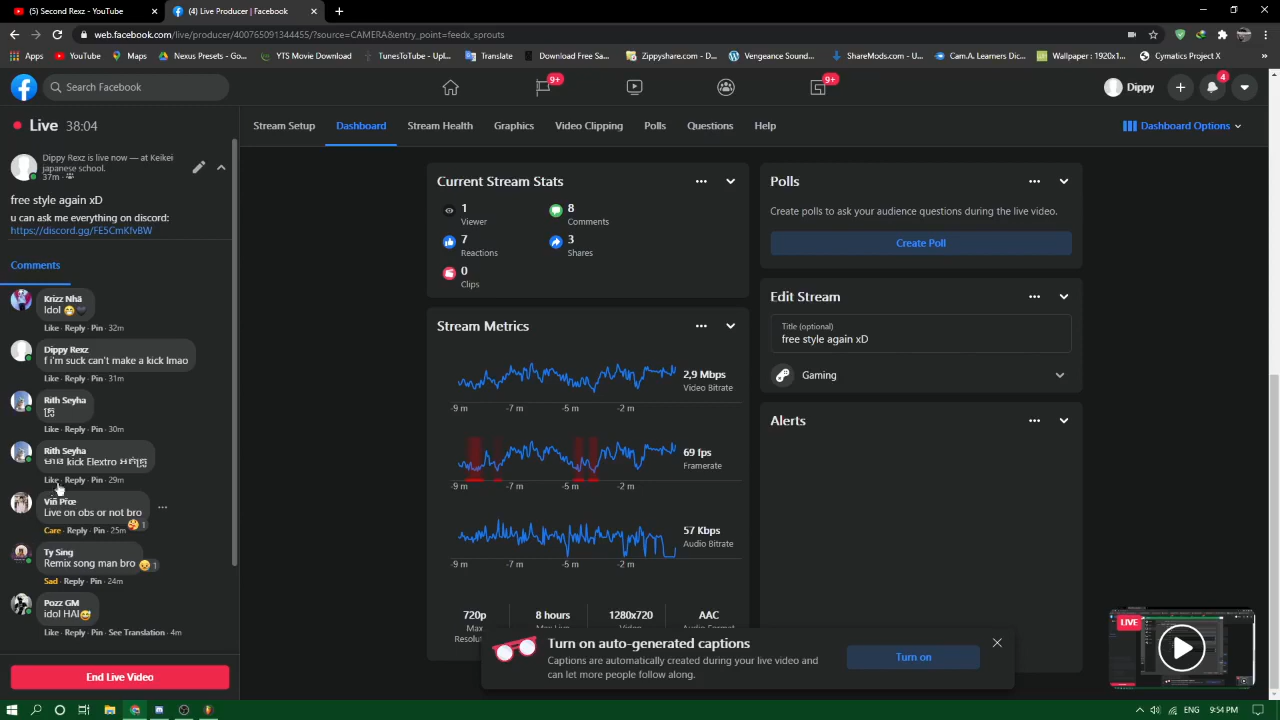 (5) Second Rexz - YouTube
(4) Live Producer | Facebook
web.facebook.com/live/producer/400765091344455/?source=CAMERA&entry_point=feedx_sprouts
Apps
YouTube
Maps
Nexus Presets - Go...
YTS Movie Download
TunesToTube - Upl...
Translate
Download Free Sa...
Zippyshare.com -...
Vengeance Sound...
ShareMods.com -...
Cam.A. Learners Dic...
Wallpaper : 1920x1...
Cymatics Project X
Search Facebook
9+
9+
Dippy
4
Live 38:04
Dippy Rexz is live now — at Keikei
japanese school.
37m
free style again xD
u can ask me everything on discord:
https://discord.gg/FE5CmKfvBW
Comments
Krizz Nhã
Idol
Like · Reply · Pin · 32m
Dippy Rexz
f i'm suck can't make a kick lmao
Like · Reply · Pin · 31m
Rith Seyha
Like · Reply · Pin · 30m
Rith Seyha
kick Elextro
Like · Reply · Pin · 29m
Live on obs or not bro
1
Care · Reply · Pin · 25m
Ty Sing
Remix song man bro
1
Sad · Reply · Pin · 24m
Pozz GM
idol HAI
Like · Reply · Pin · See Translation · 4m
End Live Video
Stream Setup
Dashboard
Stream Health
Graphics
Video Clipping
Polls
Questions
Help
Dashboard Options
Current Stream Stats
1
Viewer
8
Comments
7
Reactions
3
Shares
0
Clips
Stream Metrics
2,9 Mbps
Video Bitrate
-9 m
-7 m
-5 m
-2 m
69 fps
Framerate
-9 m
-7 m
-5 m
-2 m
57 Kbps
Audio Bitrate
-9 m
-7 m
-5 m
-2 m
720p
Max
8 hours
1280x720
AAC
Polls
Create polls to ask your audience questions during the live video.
Create Poll
Edit Stream
Title (optional)
free style again xD
Gaming
Alerts
Turn on auto-generated captions
Captions are automatically created during your live video and
can let more people follow along.
Turn on
LIVE
ENG
9:54 PM